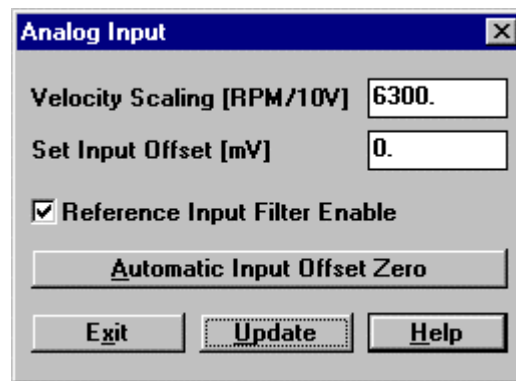 Analog Input
Velocity Scaling [RPM/10V] 6300.
Set Input Offset [mV] 0.
Reference Input Filter Enable
Automatic Input Offset Zero
Exit Update Help